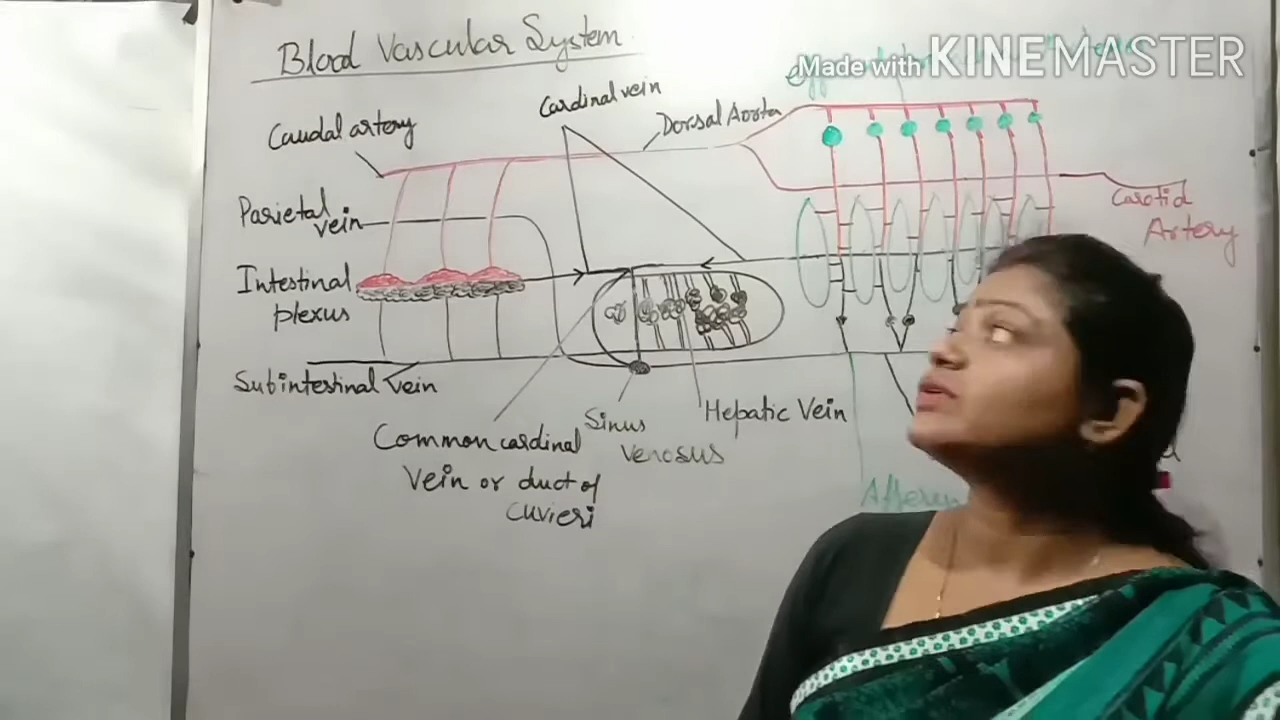 Blood Vascular System
Made with KINEMASTER
Cardinal vein
Caudal artery
Dorsal Aorta
Parietal
vein
Carotid
Artery
Intestinal
plexus
Subintestinal Vein
Hepatic Vein
Sinus
Venosus
Common cardinal
Vein or duct of
Cuvieri